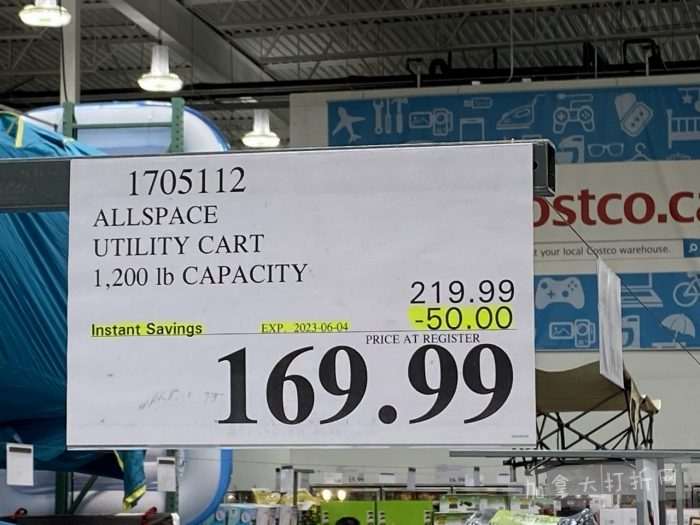 1705112
ALLSPACE
UTILITY CART
1,200 lb CAPACITY
219.99
Instant Savings EXP. 2023-06-04 -50.00
PRICE AT REGISTER
169.99
ostco.ca
t your local Costco warehouse.
加拿大打折网